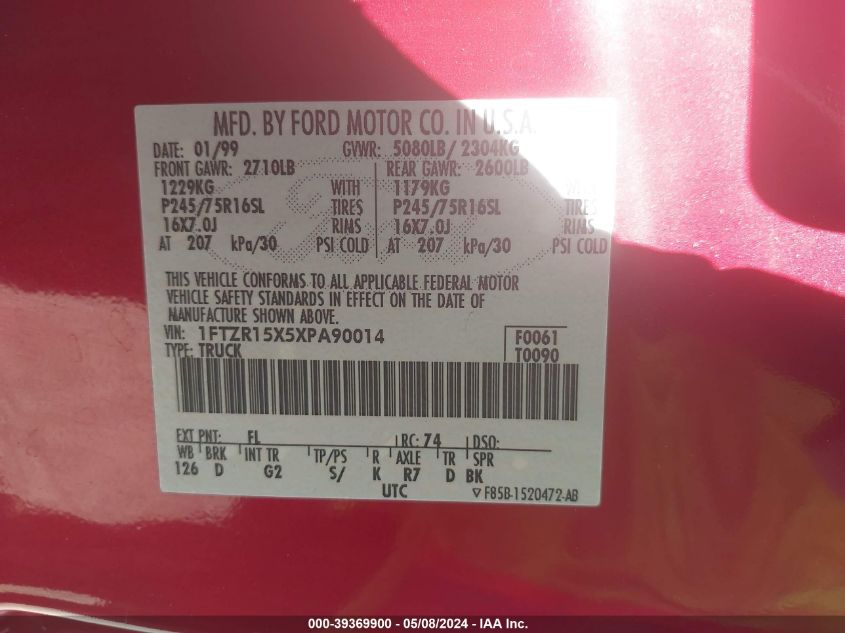 MFD. BY FORD MOTOR CO. IN U.S.A.
DATE: 01/99 GVWR: 5080LB/ 2304KG
FRONT GAWR: 2710LB REAR GAWR: 2600LB
1229KG WITH 1179KG WITH
P245/75R16SL TIRES P245/75R16SL TIRES
16X7.0J RIMS 16X7.0J RIMS
AT 207 kPa/30 PSI COLD AT 207 kPa/30 PSI COLD
THIS VEHICLE CONFORMS TO ALL APPLICABLE FEDERAL MOTOR
VEHICLE SAFETY STANDARDS IN EFFECT ON THE DATE OF
MANUFACTURE SHOWN ABOVE.
VIN: 1FTZR15X5XPA90014 F0061
TYPE: TRUCK T0090
EXT PNT: FL RC: 74 DSO:
WB BRK INT TR TP/PS R AXLE TR SPR
126 D G2 S/ K R7 D BK
UTC ▽ F85B-1520472-AB
000-39369900 - 05/08/2024 - IAA Inc.